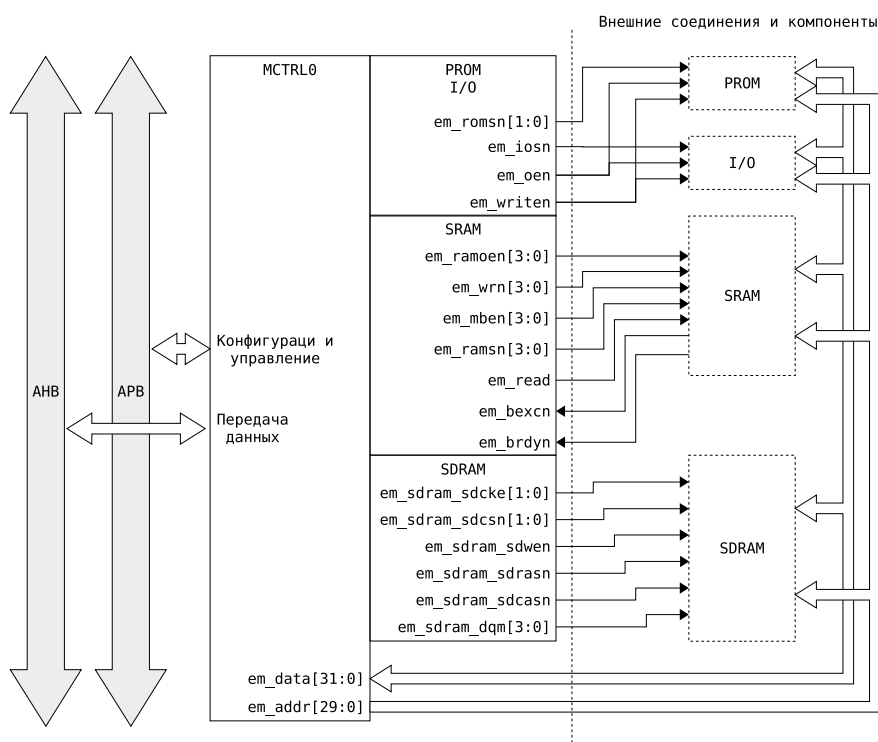 Внешние соединения и компоненты
MCTRL0
PROM
I/O
em_romsn[1:0]
em_iosn
em_oen
em_writen
PROM
I/O
SRAM
em_ramoen[3:0]
em_wrn[3:0]
em_mben[3:0]
em_ramsn[3:0]
em_read
em_bexcn
em_brdyn
SRAM
Конфигураци и
управление
AHB
APB
Передача
данных
SDRAM
em_sdram_sdcke[1:0]
em_sdram_sdcsn[1:0]
em_sdram_sdwen
em_sdram_sdrasn
em_sdram_sdcasn
em_sdram_dqm[3:0]
SDRAM
em_data[31:0]
em_addr[29:0]